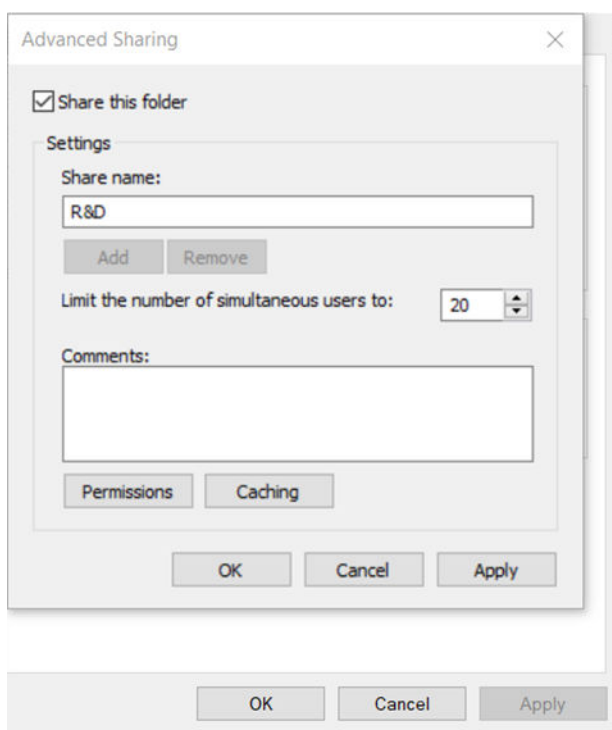 Advanced Sharing
Share this folder
Settings
Share name:
R&D
Add Remove
Limit the number of simultaneous users to: 20
Comments:
Permissions Caching
OK Cancel Apply
OK Cancel Apply